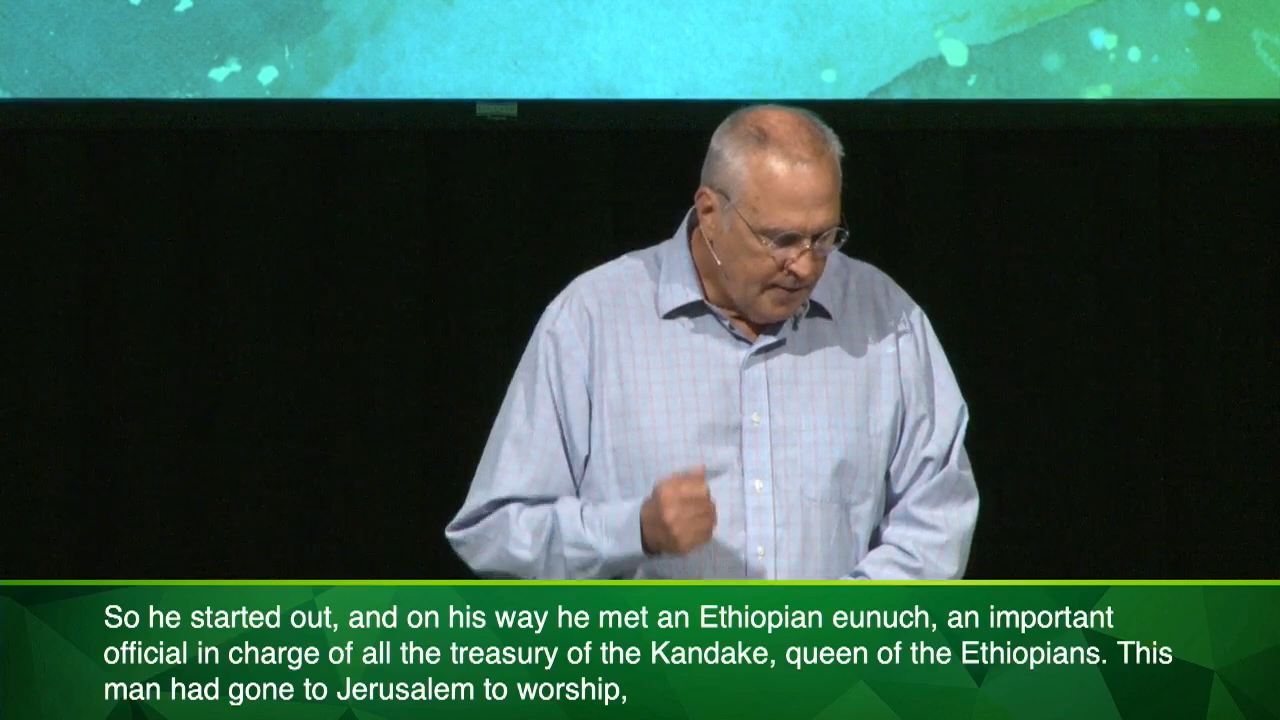 So he started out, and on his way he met an Ethiopian eunuch, an important
official in charge of all the treasury of the Kandake, queen of the Ethiopians. This
man had gone to Jerusalem to worship,